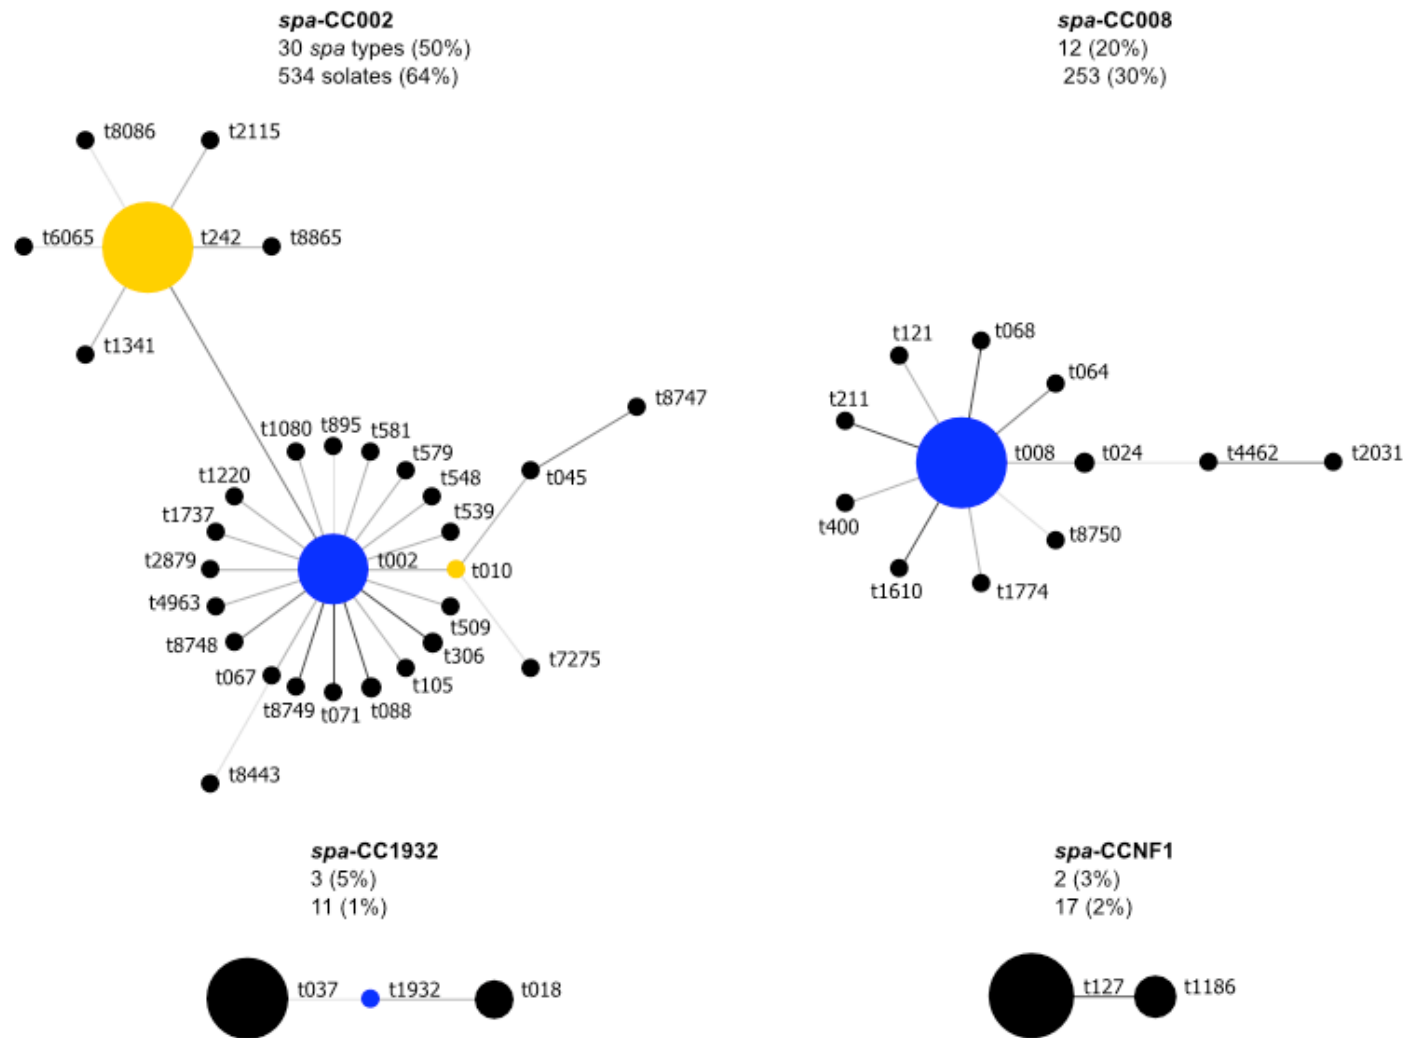 spa-CC002
30 spa types (50%)
534 solates (64%)
spa-CC008
12 (20%)
253 (30%)
t8086
t2115
t6065
t242
t8865
t1341
t8747
t1080
t895
t581
t579
t1220
t548
t045
t1737
t539
t2879
t002
t010
t4963
t509
t8748
t306
t7275
t067
t105
t8749
t071
t088
t8443
t121
t068
t064
t211
t008
t024
t4462
t2031
t400
t8750
t1610
t1774
spa-CC1932
3 (5%)
11 (1%)
t037
t1932
t018
spa-CCNF1
2 (3%)
17 (2%)
t127
t1186